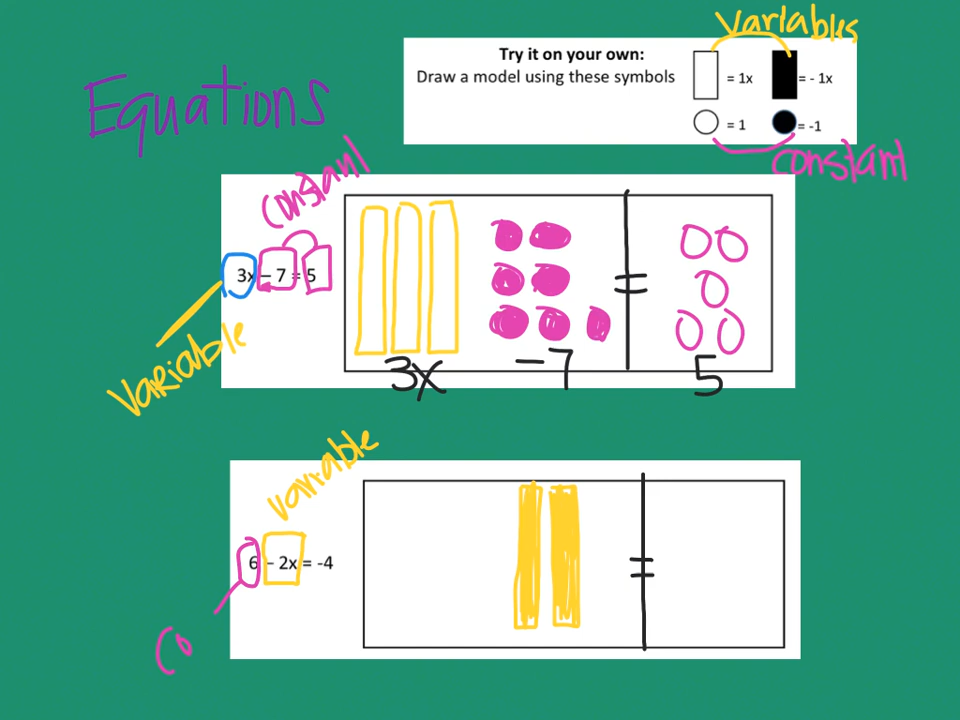 Variables
Try it on your own:
Draw a model using these symbols
= 1x
= - 1x
= 1
= -1
constant
Equations
constant
3x – 7 = 5
variable
3x
-7
=
5
variable
6 – 2x = -4
=
Co